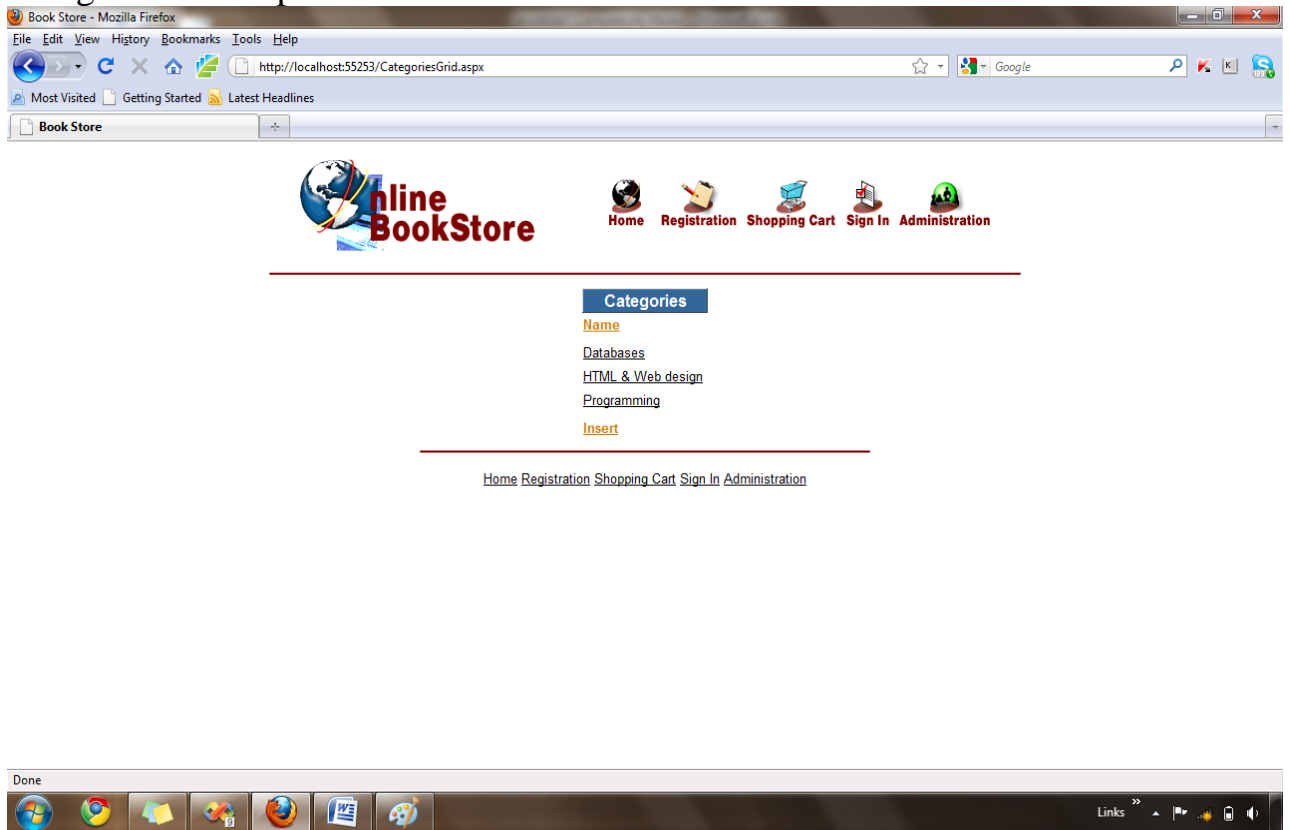 Book Store - Mozilla Firefox
File Edit View History Bookmarks Tools Help
http://localhost:55253/CategoriesGrid.aspx Google
Most Visited Getting Started Latest Headlines
Book Store
nline
BookStore
Home Registration Shopping Cart Sign In Administration
Categories
Name
Databases
HTML & Web design
Programming
Insert
Home Registration Shopping Cart Sign In Administration
Done
Links